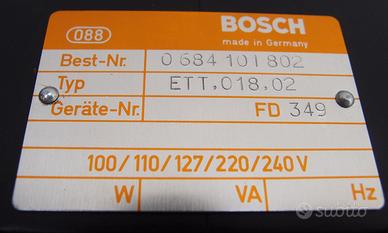 088 BOSCH
made in Germany
Best-Nr. 0 684 101 802
Typ ETT.018.02
Geräte-Nr. FD 349
100/110/127/220/240 V
W VA Hz
subito